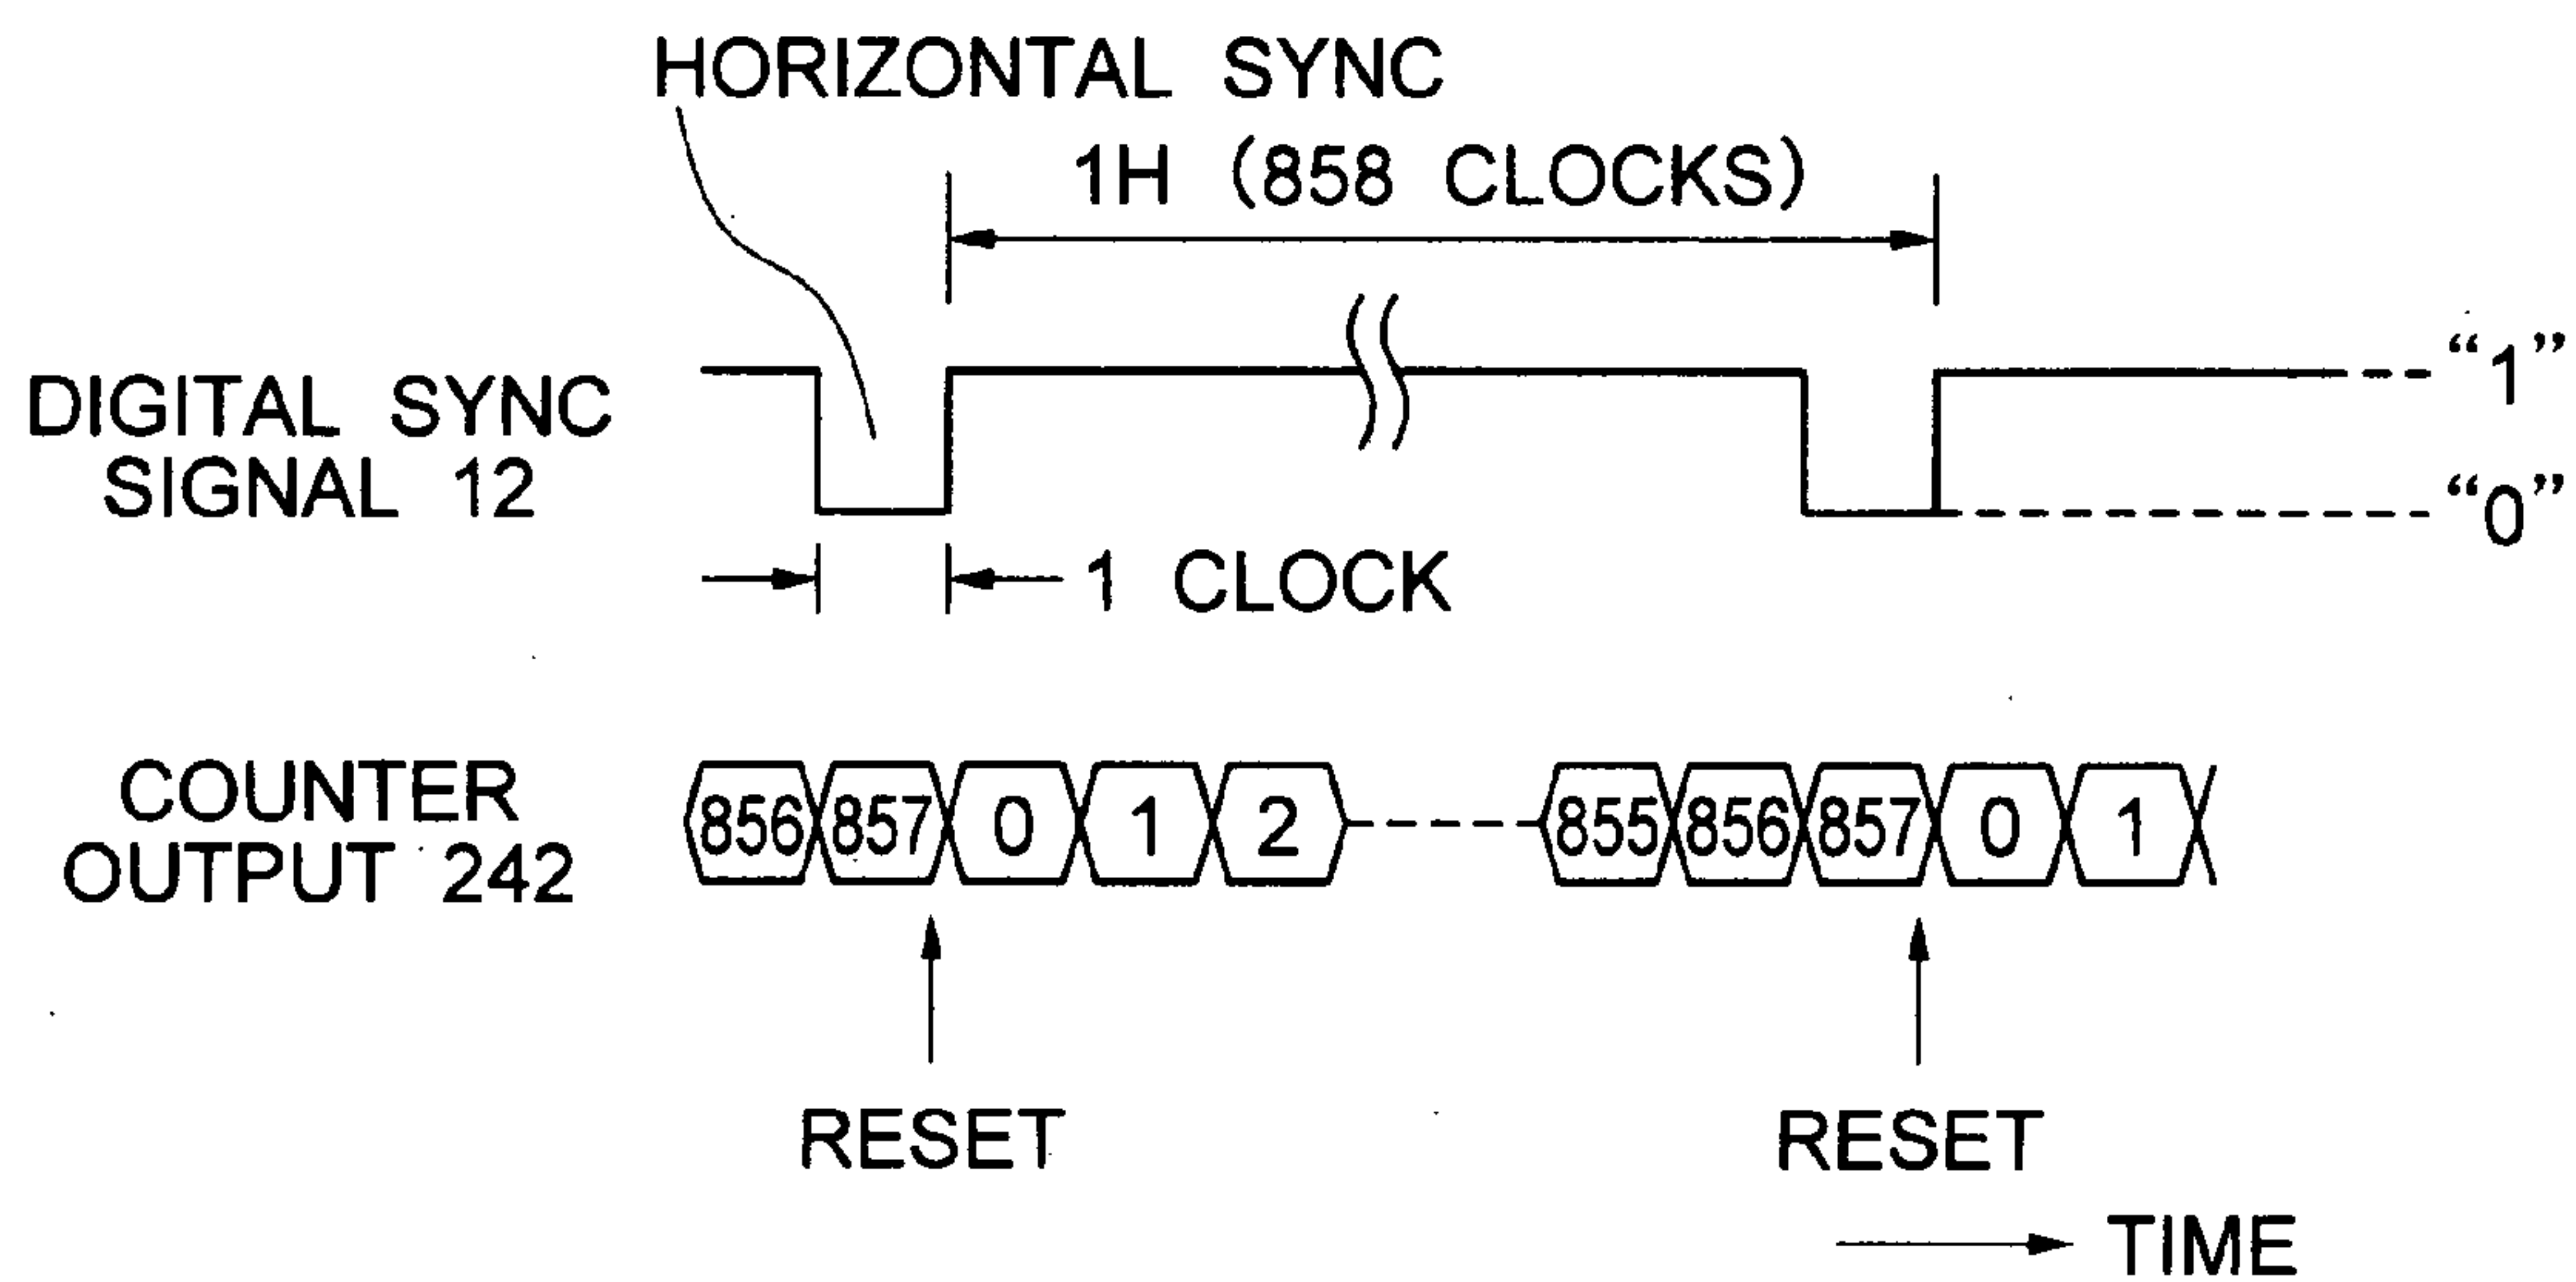 HORIZONTAL SYNC
1H (858 CLOCKS)
DIGITAL SYNC
SIGNAL 12
“1”
“0”
1 CLOCK
COUNTER
OUTPUT 242
856 857 0 1 2 855 856 857 0 1
RESET RESET
TIME